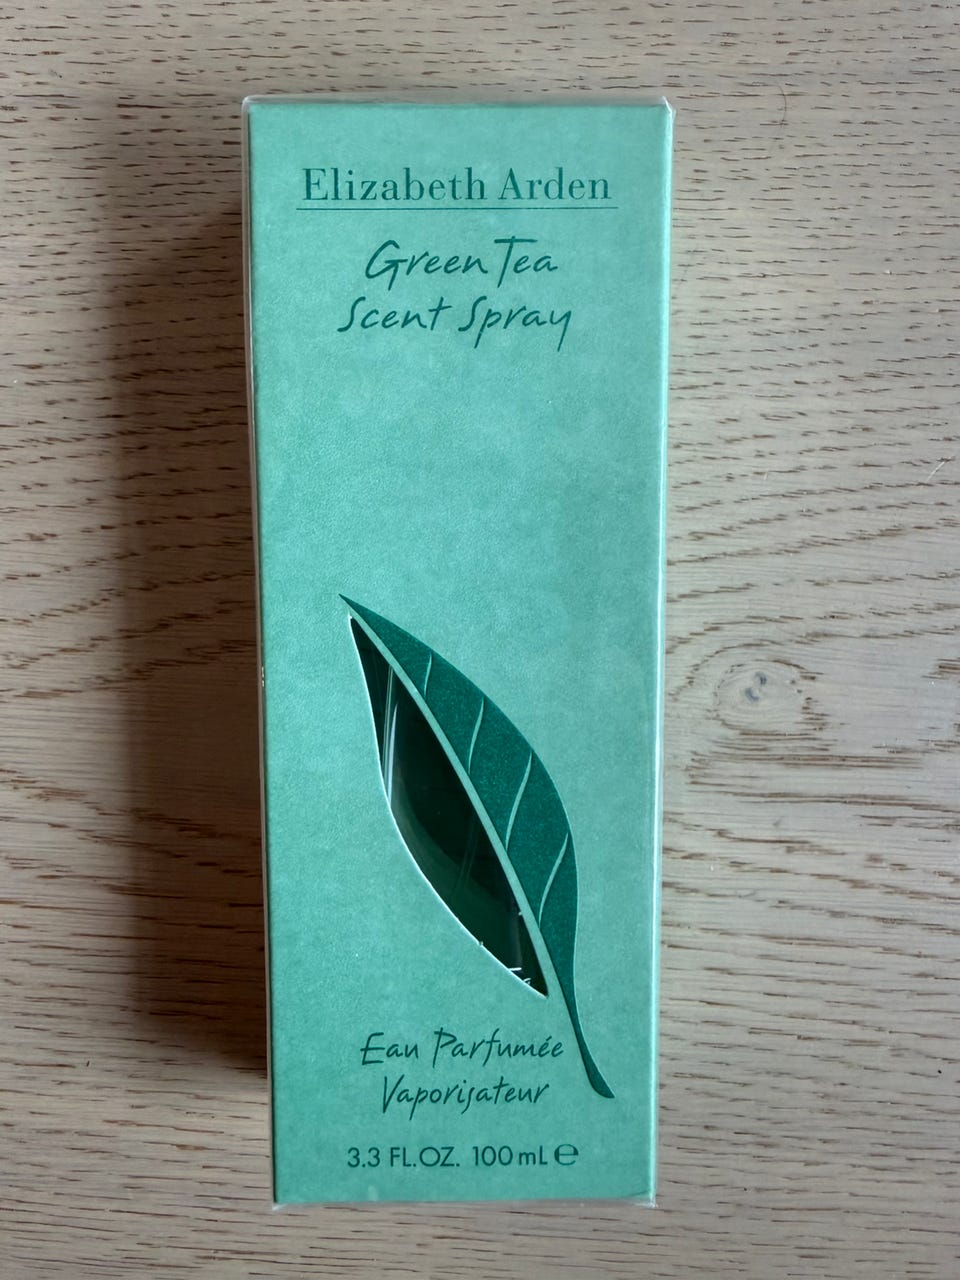 Elizabeth Arden
Green Tea
Scent Spray
Eau Parfumée
Vaporisateur
3.3 FL.OZ. 100 mL ℮